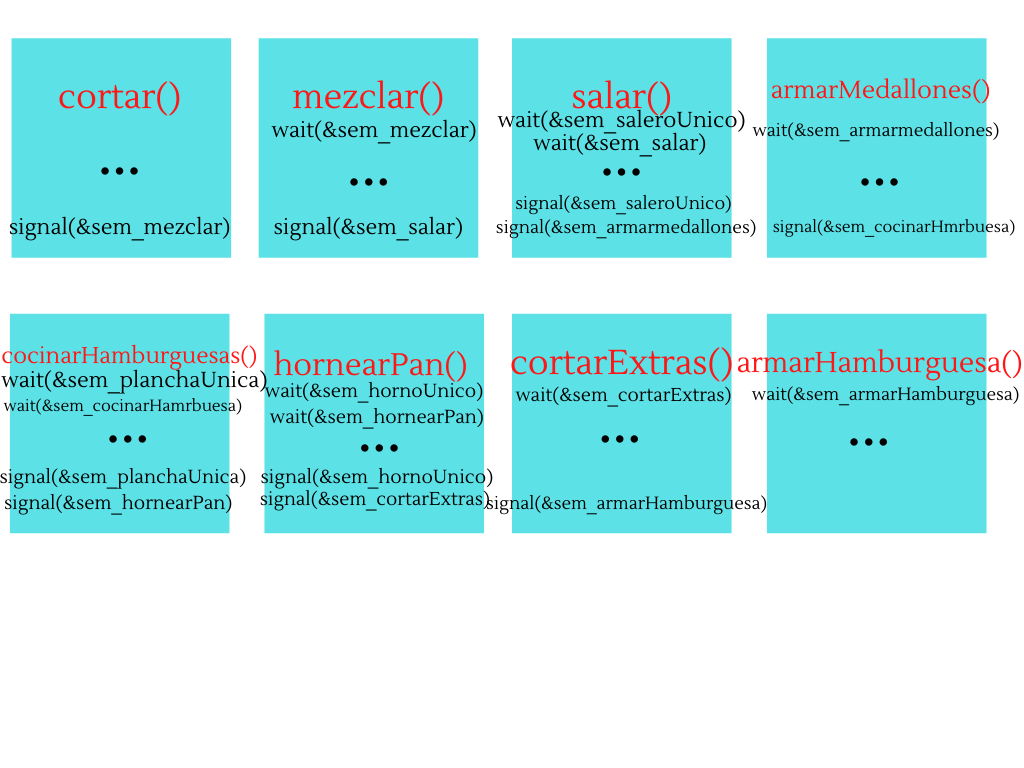 cortar()
...
signal(&sem_mezclar)
mezclar()
wait(&sem_mezclar)
...
signal(&sem_salar)
salar()
wait(&sem_saleroUnico)
wait(&sem_salar)
...
signal(&sem_saleroUnico)
signal(&sem_armarmedallones)
armarMedallones()
wait(&sem_armarmedallones)
...
signal(&sem_cocinarHmrbuesa)
cocinarHamburguesas()
wait(&sem_planchaUnica)
wait(&sem_cocinarHamrbuesa)
...
signal(&sem_planchaUnica)
signal(&sem_hornearPan)
hornearPan()
wait(&sem_hornoUnico)
wait(&sem_hornearPan)
...
signal(&sem_hornoUnico)
signal(&sem_cortarExtras)
cortarExtras()
wait(&sem_cortarExtras)
...
signal(&sem_armarHamburguesa)
armarHamburguesa()
wait(&sem_armarHamburguesa)
...